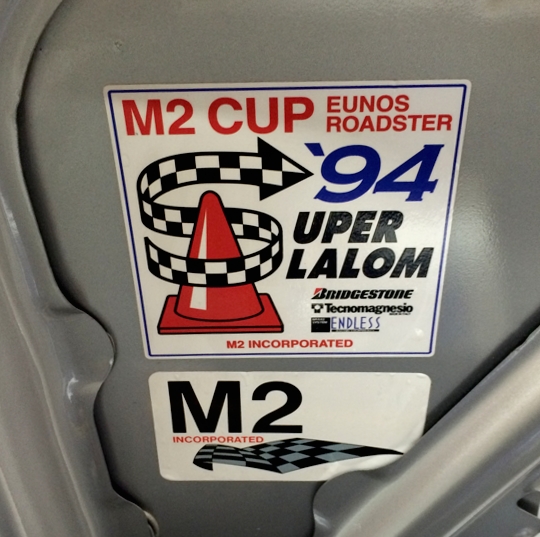 M2 CUP EUNOS ROADSTER
'94
UPER
LALOM
BRIDGESTONE
Tecnomagnesio
ENDLESS
M2 INCORPORATED
M2
INCORPORATED